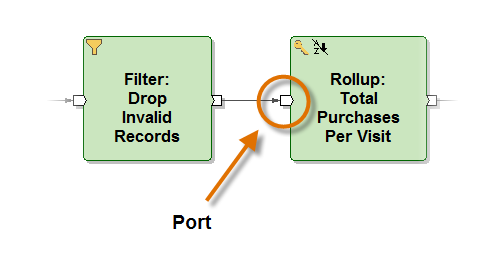 Filter:
Drop
Invalid
Records
A
Z
Rollup:
Total
Purchases
Per Visit
Port